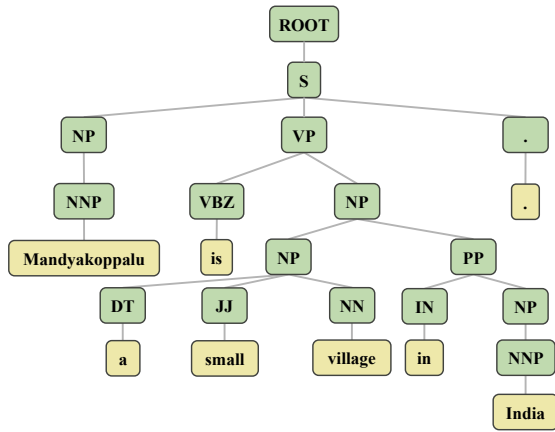 ROOT
S
NP VP .
NNP VBZ NP .
Mandyakoppalu is NP PP
DT JJ NN IN NP
a small village in NNP
India